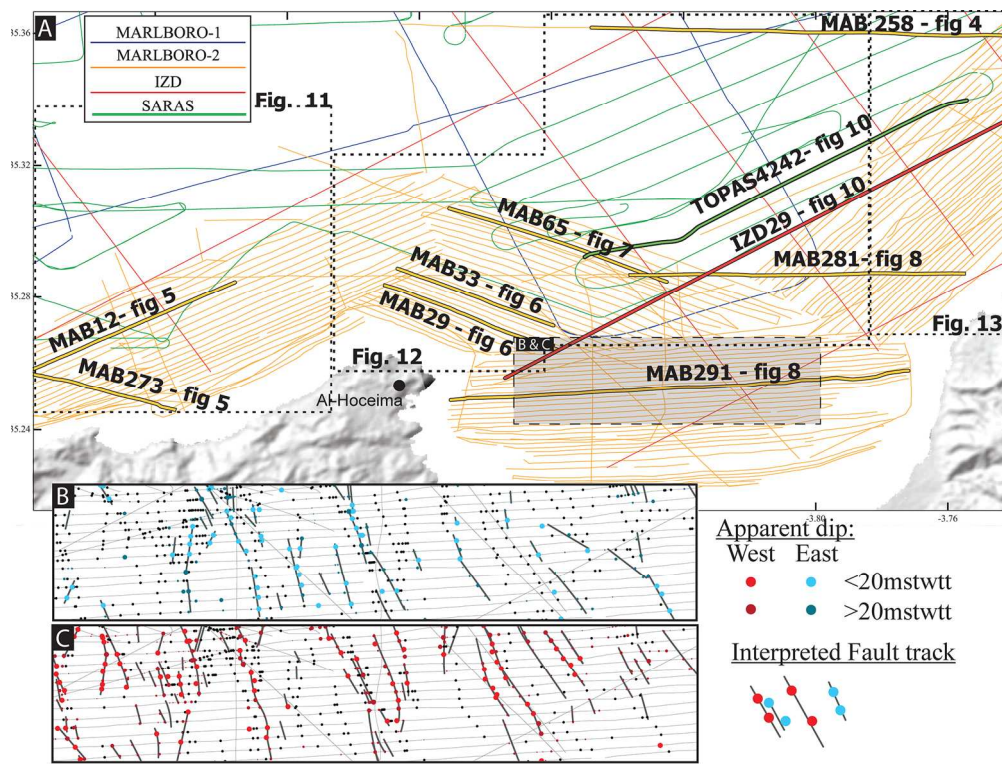 A
MARLBORO-1
MARLBORO-2
IZD
SARAS
35.36
35.32
35.28
35.24
MAB 258 - fig 4
Fig. 11
TOPAS4242- fig 10
IZD29 - fig 10
MAB65 - fig 7
MAB281- fig 8
MAB33 - fig 6
MAB12- fig 5
MAB29 - fig 6
Fig. 13
B & C
Fig. 12
MAB273 - fig 5
MAB291 - fig 8
Al-Hoceima
-3.80
-3.76
B
C
Apparent dip:
West East
<20mstwtt
>20mstwtt
Interpreted Fault track